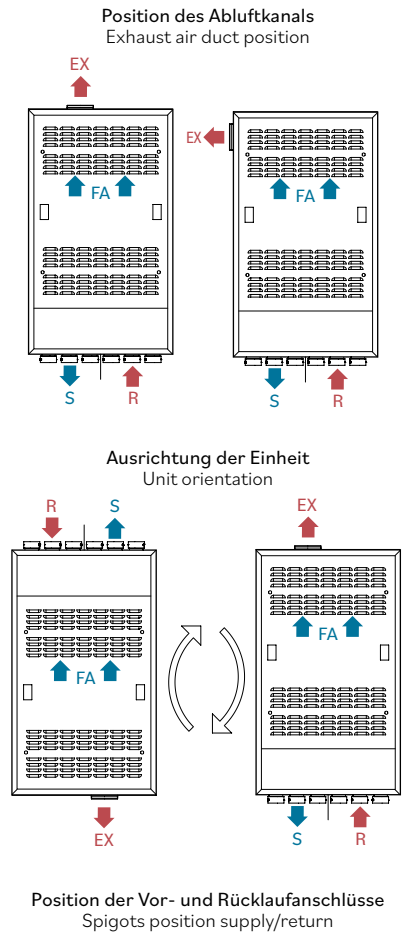 Position des Abluftkanals
Exhaust air duct position
EX
EX
FA
FA
S
R
S
R
Ausrichtung der Einheit
Unit orientation
R
S
EX
FA
FA
EX
S
R
Position der Vor- und Rücklaufanschlüsse
Spigots position supply/return